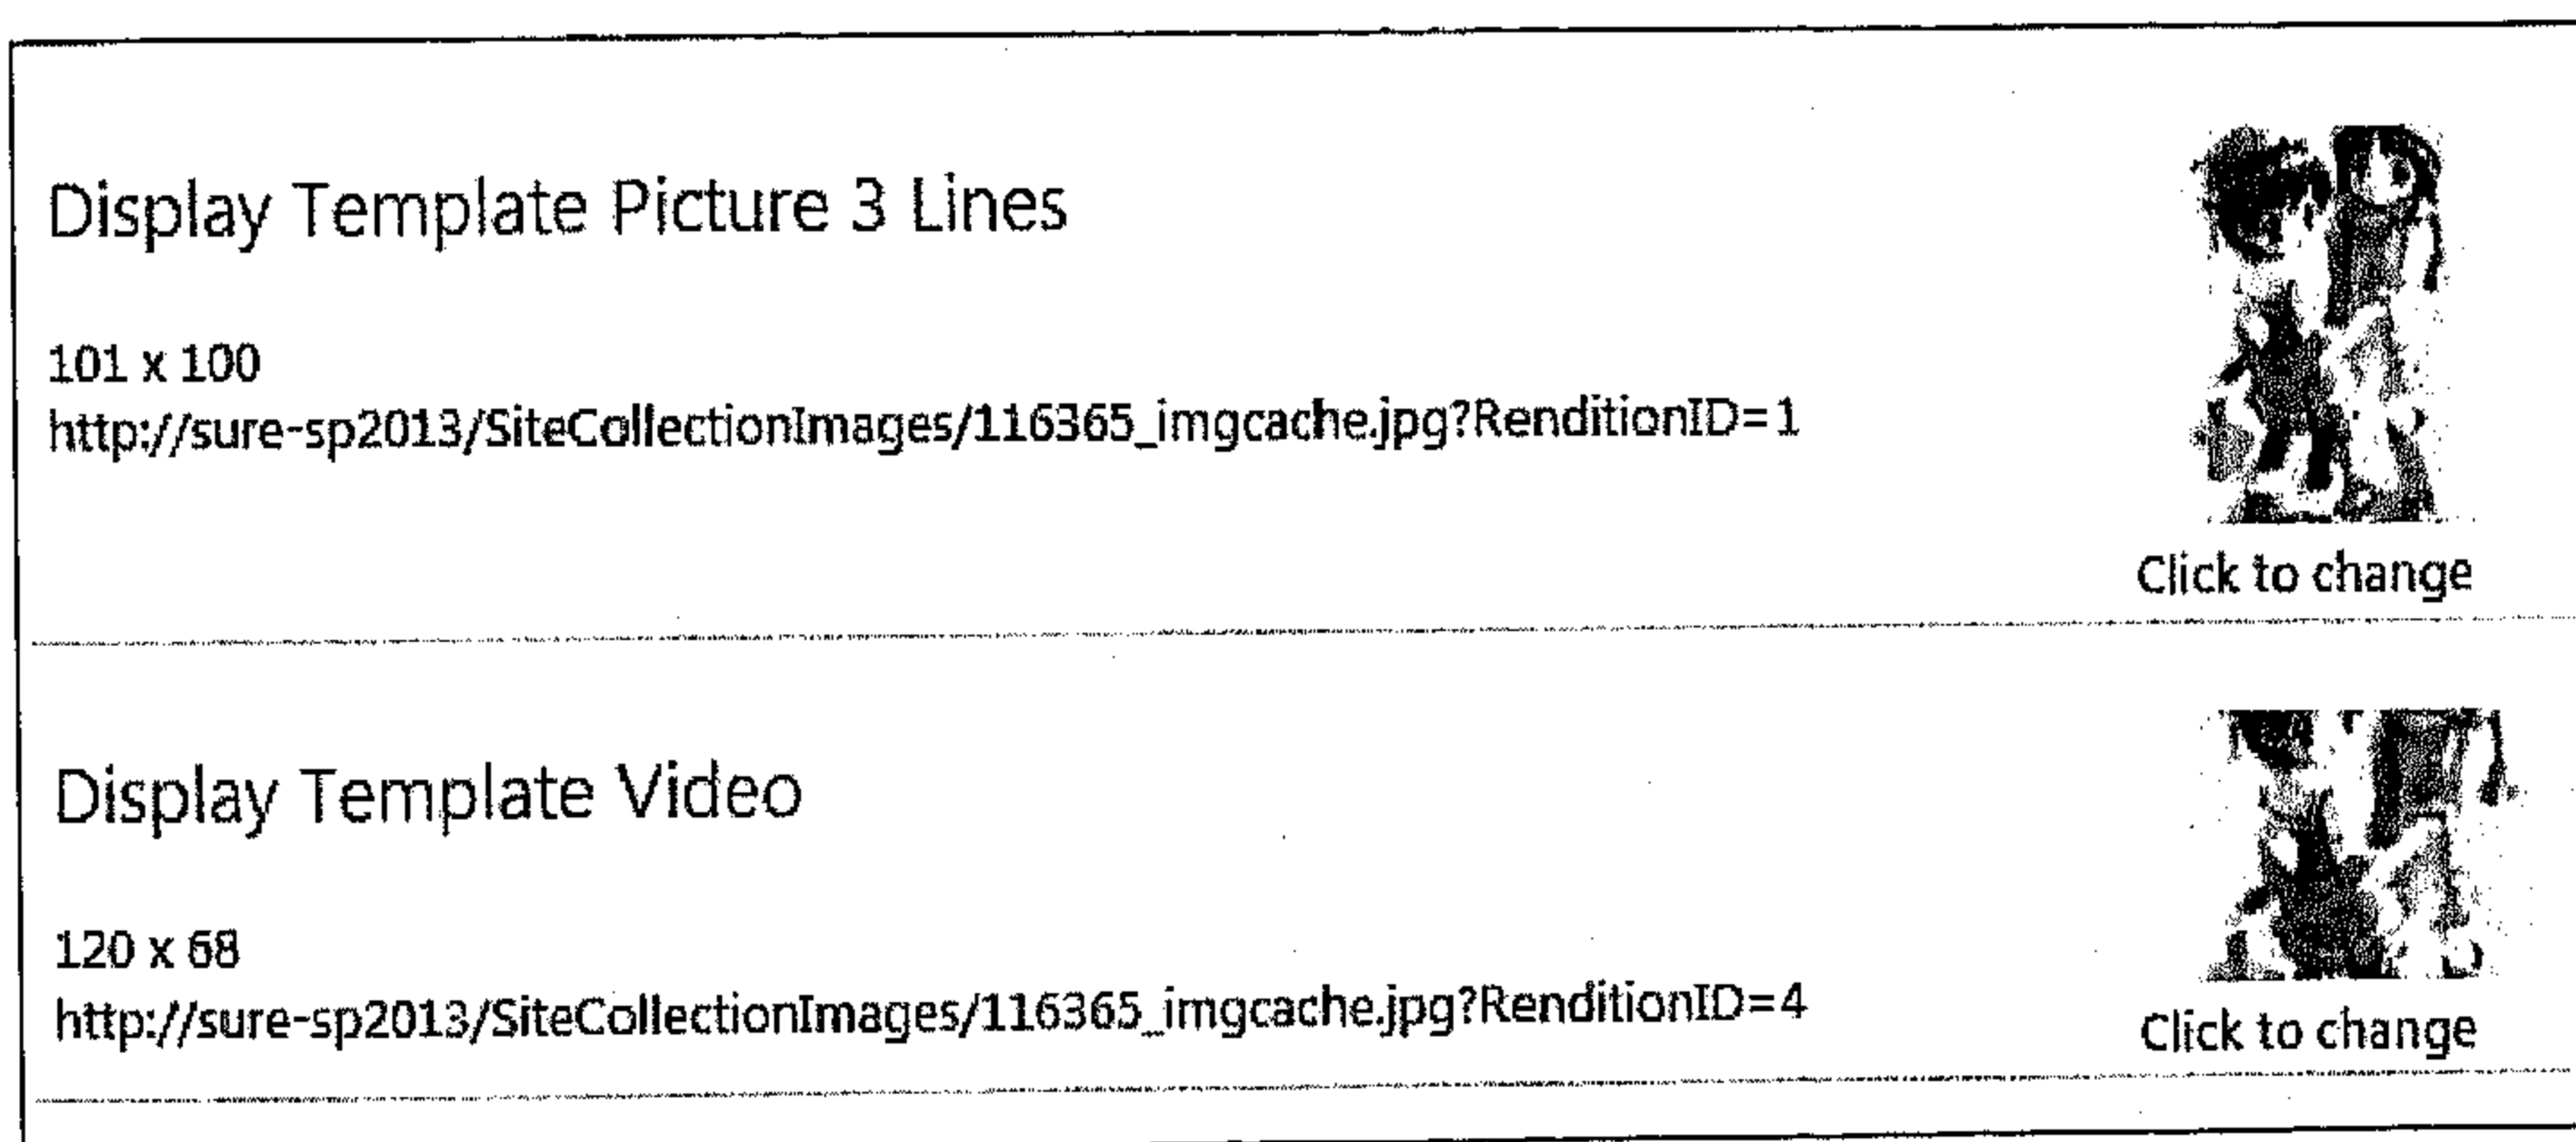 Display Template Picture 3 Lines
101 x 100
http://sure-sp2013/SiteCollectionImages/116365_imgcache.jpg?RenditionID=1
Click to change
Display Template Video
120 x 68
http://sure-sp2013/SiteCollectionImages/116365_imgcache.jpg?RenditionID=4
Click to change